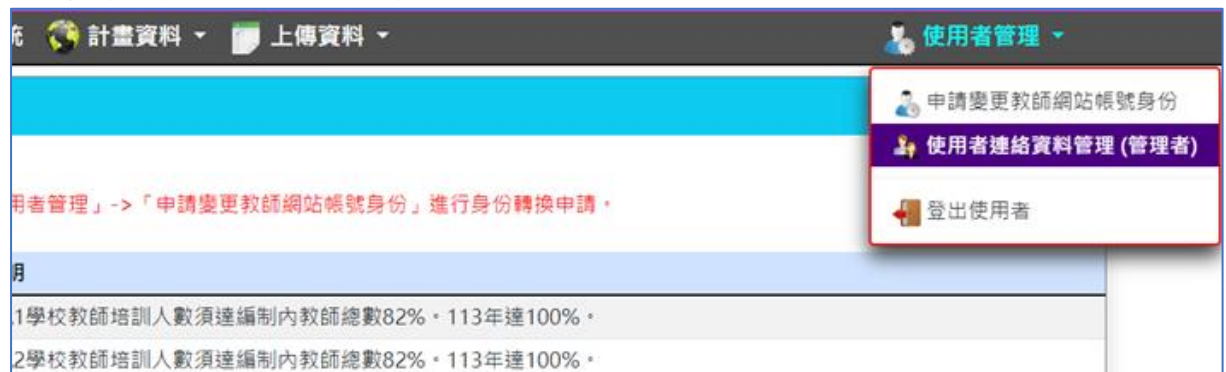 統 計畫資料 上傳資料 使用者管理
申請變更教師網站帳號身份
使用者連絡資料管理 (管理者)
用者管理」->「申請變更教師網站帳號身份」進行身份轉換申請。
登出使用者
明
.1學校教師培訓人數須達編制內教師總數82%。113年達100%。
.2學校教師培訓人數須達編制內教師總數82%。113年達100%。